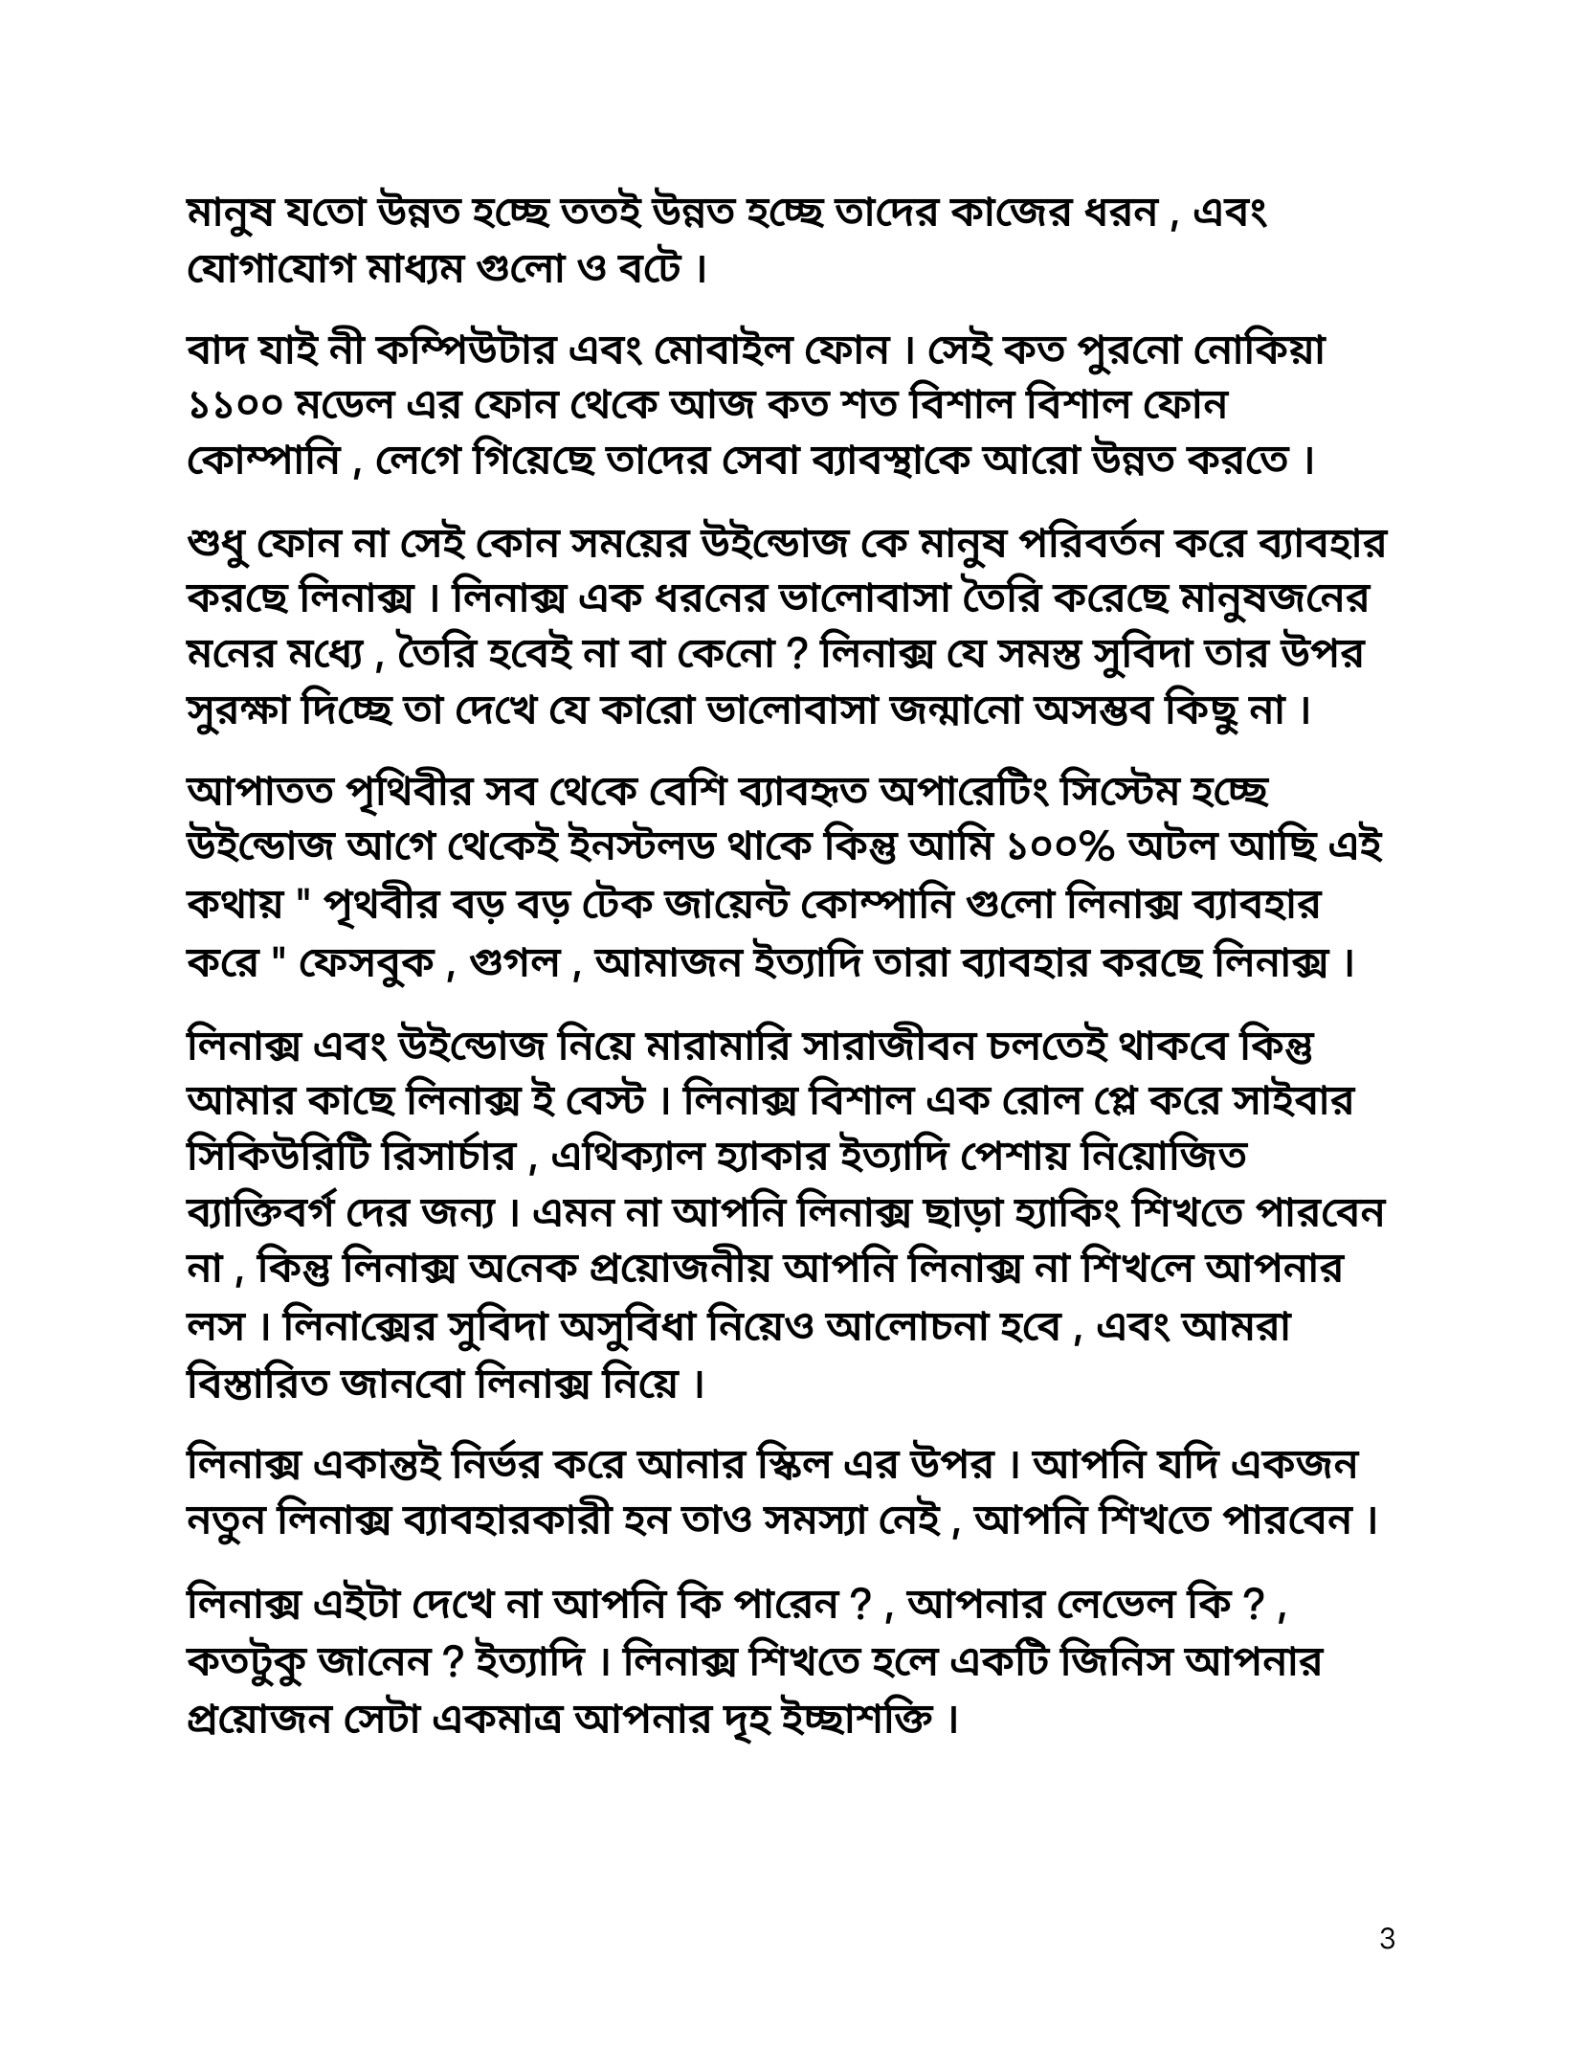 মানুষ যতো উন্নত হচ্ছে ততই উন্নত হচ্ছে তাদের কাজের ধরন , এবং
যোগাযোগ মাধ্যম গুলো ও বটে ।
বাদ যাই নী কম্পিউটার এবং মোবাইল ফোন । সেই কত পুরনো নোকিয়া
১১০০ মডেল এর ফোন থেকে আজ কত শত বিশাল বিশাল ফোন
কোম্পানি , লেগে গিয়েছে তাদের সেবা ব্যাবস্থাকে আরো উন্নত করতে ।
শুধু ফোন না সেই কোন সময়ের উইন্ডোজ কে মানুষ পরিবর্তন করে ব্যাবহার
করছে লিনাক্স । লিনাক্স এক ধরনের ভালোবাসা তৈরি করেছে মানুষজনের
মনের মধ্যে , তৈরি হবেই না বা কেনো ? লিনাক্স যে সমস্ত সুবিদা তার উপর
সুরক্ষা দিচ্ছে তা দেখে যে কারো ভালোবাসা জন্মানো অসম্ভব কিছু না ।
আপাতত পৃথিবীর সব থেকে বেশি ব্যাবহৃত অপারেটিং সিস্টেম হচ্ছে
উইন্ডোজ আগে থেকেই ইনস্টলড থাকে কিন্তু আমি ১০০% অটল আছি এই
কথায় " পৃথবীর বড় বড় টেক জায়েন্ট কোম্পানি গুলো লিনাক্স ব্যাবহার
করে " ফেসবুক , গুগল , আমাজন ইত্যাদি তারা ব্যাবহার করছে লিনাক্স ।
লিনাক্স এবং উইন্ডোজ নিয়ে মারামারি সারাজীবন চলতেই থাকবে কিন্তু
আমার কাছে লিনাক্স ই বেস্ট । লিনাক্স বিশাল এক রোল প্লে করে সাইবার
সিকিউরিটি রিসার্চার , এথিক্যাল হ্যাকার ইত্যাদি পেশায় নিয়োজিত
ব্যাক্তিবর্গ দের জন্য । এমন না আপনি লিনাক্স ছাড়া হ্যাকিং শিখতে পারবেন
না , কিন্তু লিনাক্স অনেক প্রয়োজনীয় আপনি লিনাক্স না শিখলে আপনার
লস । লিনাক্সের সুবিদা অসুবিধা নিয়েও আলোচনা হবে , এবং আমরা
বিস্তারিত জানবো লিনাক্স নিয়ে ।
লিনাক্স একান্তই নির্ভর করে আনার স্কিল এর উপর । আপনি যদি একজন
নতুন লিনাক্স ব্যাবহারকারী হন তাও সমস্যা নেই , আপনি শিখতে পারবেন ।
লিনাক্স এইটা দেখে না আপনি কি পারেন ? , আপনার লেভেল কি ? ,
কতটুকু জানেন ? ইত্যাদি । লিনাক্স শিখতে হলে একটি জিনিস আপনার
প্রয়োজন সেটা একমাত্র আপনার দৃহ ইচ্ছাশক্তি ।
3